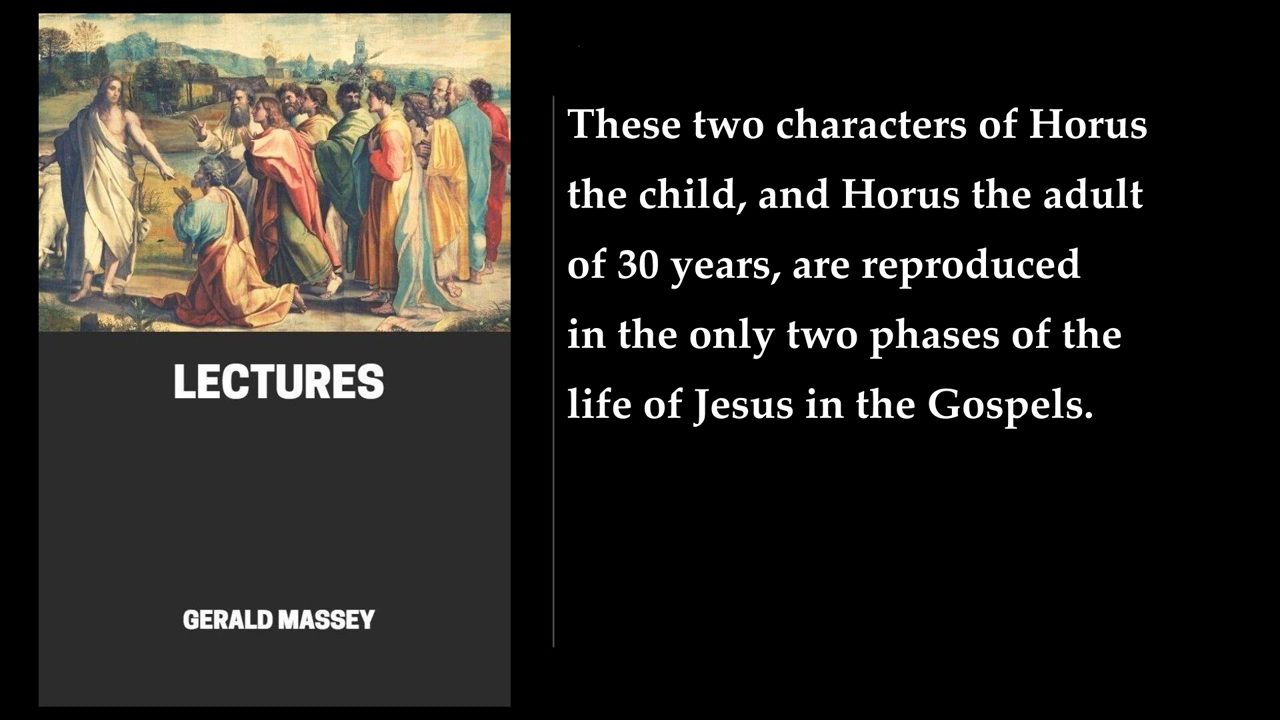 LECTURES
GERALD MASSEY
These two characters of Horus
the child, and Horus the adult
of 30 years, are reproduced
in the only two phases of the
life of Jesus in the Gospels.